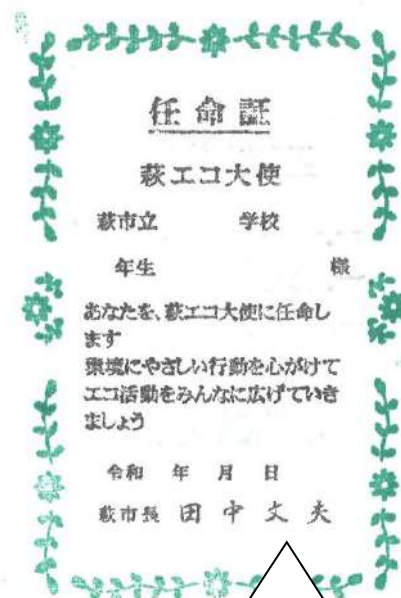 任命証
萩エコ大使
萩市立 学校
年生 様
あなたを、萩エコ大使に任命し
ます
環境にやさしい行動を心がけて
エコ活動をみんなに広げていき
ましょう
令和 年 月 日
萩市長 田中文夫